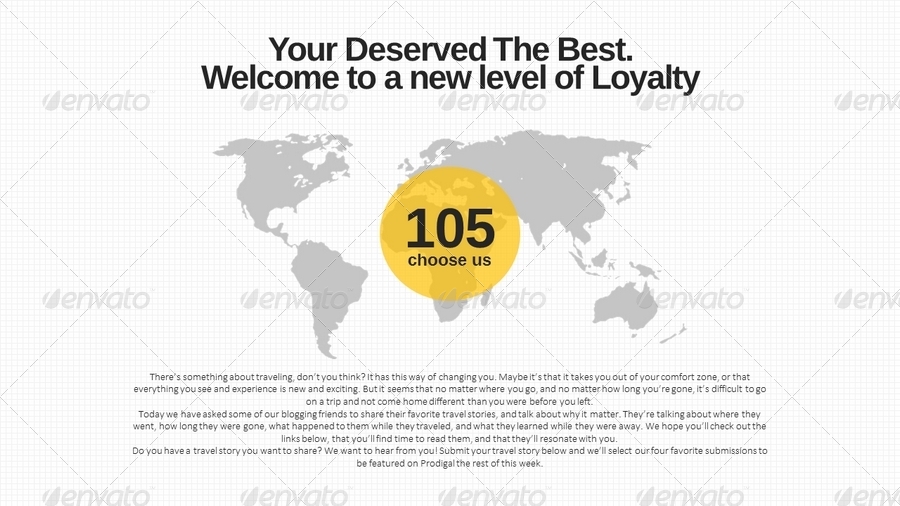 Your Deserved The Best.
Welcome to a new level of Loyalty
envato envato envato envato envato
105
choose us
envato envato envato envato envato
There's something about traveling, don't you think? It has this way of changing you. Maybe it's that it takes you out of your comfort zone, or that
everything you see and experience is new and exciting. But it seems that no matter where you go, and no matter how long you're gone, it's difficult to go
on a trip and not come home different than you were before you left.
Today we have asked some of our blogging friends to share their favorite travel stories, and talk about why it matter. They're talking about where they
went, how long they were gone, what happened to them while they traveled, and what they learned while they were away. We hope you'll check out the
links below, that you'll find time to read them, and that they'll resonate with you.
Do you have a travel story you want to share? We want to hear from you! Submit your travel story below and we'll select our four favorite submissions to
be featured on Prodigal the rest of this week.
envato envato envato envato envato